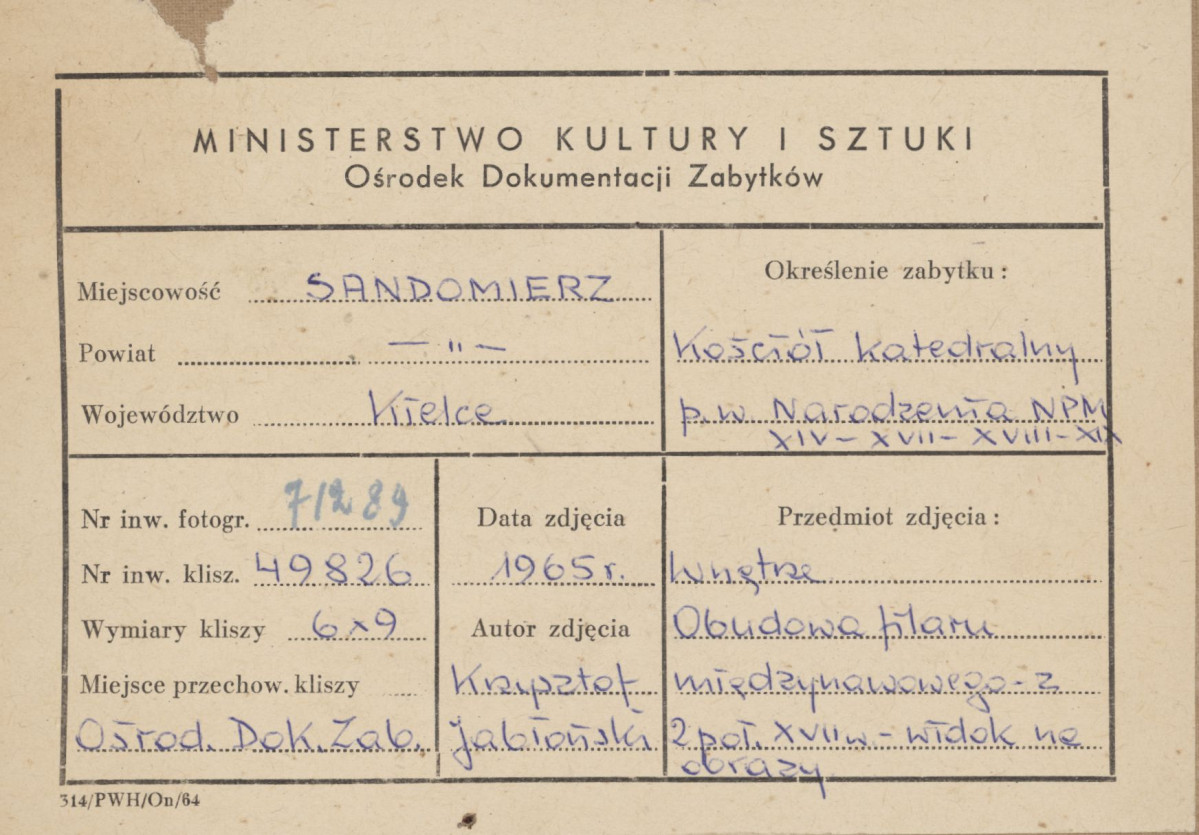 MINISTERSTWO KULTURY I SZTUKI
Ośrodek Dokumentacji Zabytków
Miejscowość SANDOMIERZ
Powiat — " —
Województwo Kielce
Określenie zabytku:
Kościół katedralny
p.w. Narodzenia NPM
XIV – XVII – XVIII – XIX
Nr inw. fotogr. 71289
Nr inw. klisz. 49826
Wymiary kliszy 6x9
Miejsce przechow. kliszy
Ośrod. Dok. Zab.
Data zdjęcia
1965 r.
Autor zdjęcia
Krzysztof
Jabłoński
Przedmiot zdjęcia:
Wnętrze
Obudowa filaru
międzynawowego - z
2 poł. XVII w. - widok na
obrazy
314/PWH/On/64